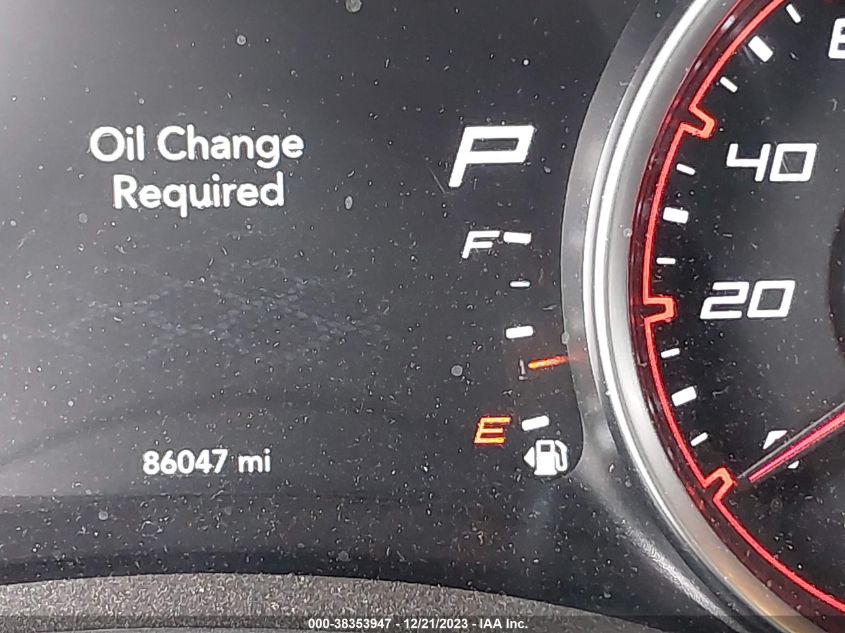 Oil Change
Required
P
F
E
86047 mi
40
20
000-38353947 - 12/21/2023 - IAA Inc.